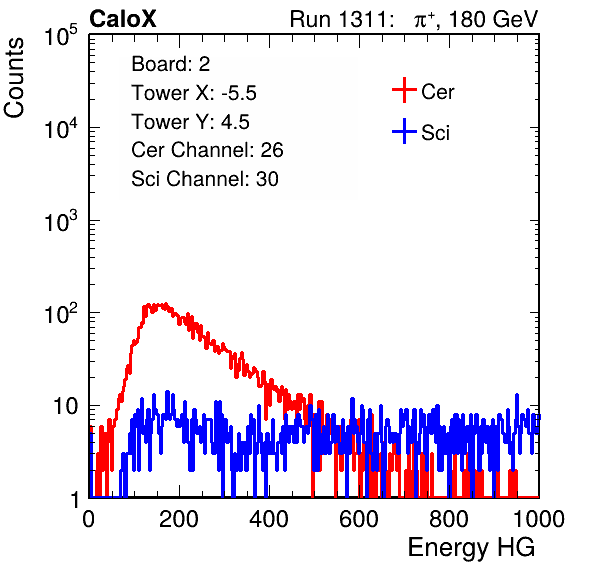 CaloX Run 1311: π⁺, 180 GeV
Counts
Board: 2
Tower X: -5.5
Tower Y: 4.5
Cer Channel: 26
Sci Channel: 30
Cer
Sci
10⁵
10⁴
10³
10²
10
1
0 200 400 600 800 1000
Energy HG